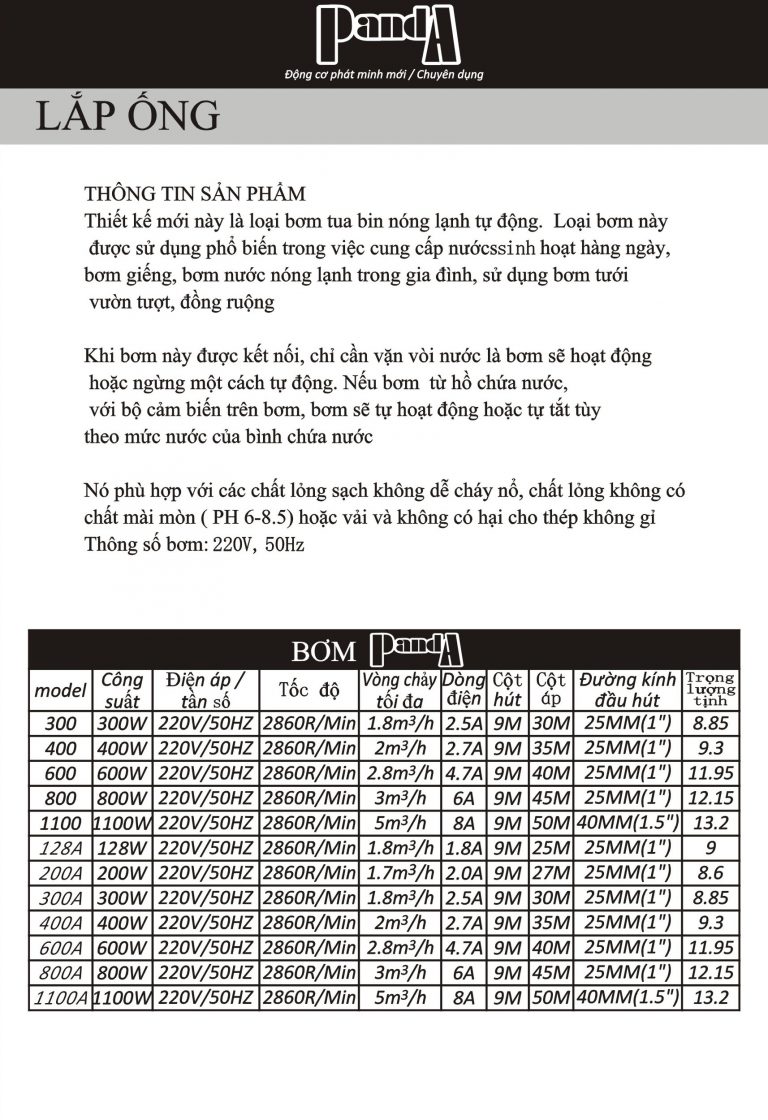 PandA
Động cơ phát minh mới / Chuyên dụng
LẮP ỐNG
THÔNG TIN SẢN PHẨM
Thiết kế mới này là loại bơm tua bin nóng lạnh tự động. Loại bơm này
được sử dụng phổ biến trong việc cung cấp nướcssinh hoạt hàng ngày,
bơm giếng, bơm nước nóng lạnh trong gia đình, sử dụng bơm tưới
vườn tượt, đồng ruộng
Khi bơm này được kết nối, chỉ cần vặn vòi nước là bơm sẽ hoạt động
hoặc ngừng một cách tự động. Nếu bơm từ hồ chứa nước,
với bộ cảm biến trên bơm, bơm sẽ tự hoạt động hoặc tự tắt tùy
theo mức nước của bình chứa nước
Nó phù hợp với các chất lỏng sạch không dễ cháy nổ, chất lỏng không có
chất mài mòn ( PH 6-8.5) hoặc vải và không có hại cho thép không gỉ
Thông số bơm: 220V, 50Hz
BƠM PandA
model Công suất Điện áp / tần số Tốc độ Vòng chảy tối đa Dòng điện Cột hút Cột áp Đường kính đầu hút Trọng lượng tịnh
300 300W 220V/50HZ 2860R/Min 1.8m³/h 2.5A 9M 30M 25MM(1") 8.85
400 400W 220V/50HZ 2860R/Min 2m³/h 2.7A 9M 35M 25MM(1") 9.3
600 600W 220V/50HZ 2860R/Min 2.8m³/h 4.7A 9M 40M 25MM(1") 11.95
800 800W 220V/50HZ 2860R/Min 3m³/h 6A 9M 45M 25MM(1") 12.15
1100 1100W 220V/50HZ 2860R/Min 5m³/h 8A 9M 50M 40MM(1.5") 13.2
128A 128W 220V/50HZ 2860R/Min 1.8m³/h 1.8A 9M 25M 25MM(1") 9
200A 200W 220V/50HZ 2860R/Min 1.7m³/h 2.0A 9M 27M 25MM(1") 8.6
300A 300W 220V/50HZ 2860R/Min 1.8m³/h 2.5A 9M 30M 25MM(1") 8.85
400A 400W 220V/50HZ 2860R/Min 2m³/h 2.7A 9M 35M 25MM(1") 9.3
600A 600W 220V/50HZ 2860R/Min 2.8m³/h 4.7A 9M 40M 25MM(1") 11.95
800A 800W 220V/50HZ 2860R/Min 3m³/h 6A 9M 45M 25MM(1") 12.15
1100A 1100W 220V/50HZ 2860R/Min 5m³/h 8A 9M 50M 40MM(1.5") 13.2